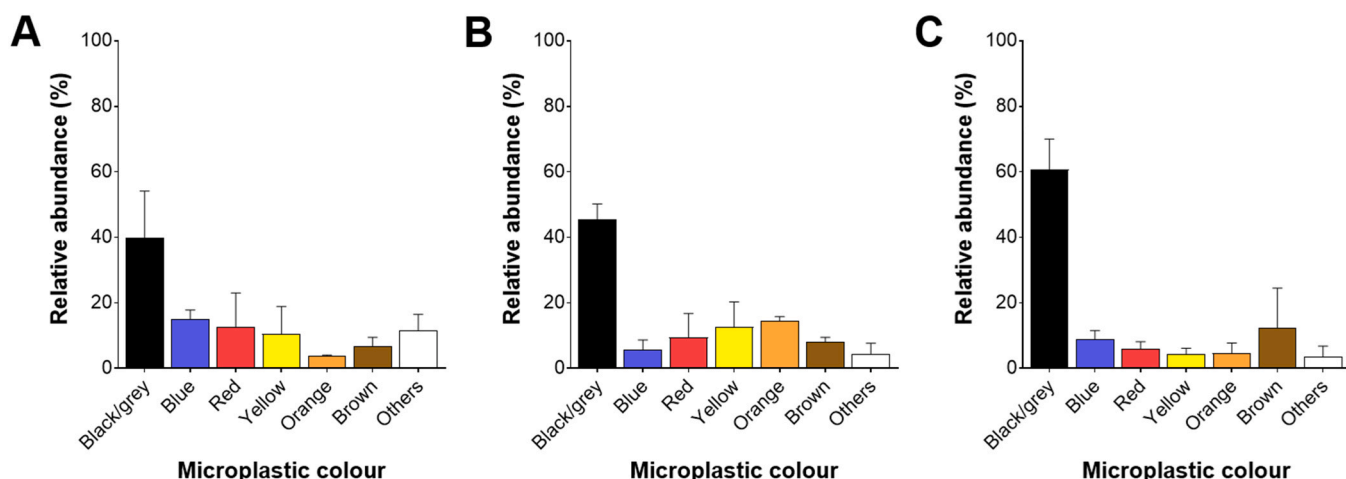 A
Relative abundance (%)
100
80
60
40
20
0
Black/grey
Blue
Red
Yellow
Orange
Brown
Others
Microplastic colour
B
Relative abundance (%)
100
80
60
40
20
0
Black/grey
Blue
Red
Yellow
Orange
Brown
Others
Microplastic colour
C
Relative abundance (%)
100
80
60
40
20
0
Black/grey
Blue
Red
Yellow
Orange
Brown
Others
Microplastic colour